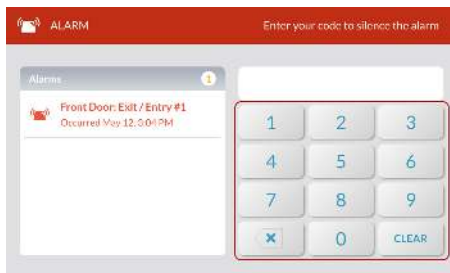 ALARM
Enter your code to silence the alarm
Alarms 1
Front Door: Exit / Entry #1
Occurred May 12, 3:04 PM
1 2 3
4 5 6
7 8 9
0 CLEAR